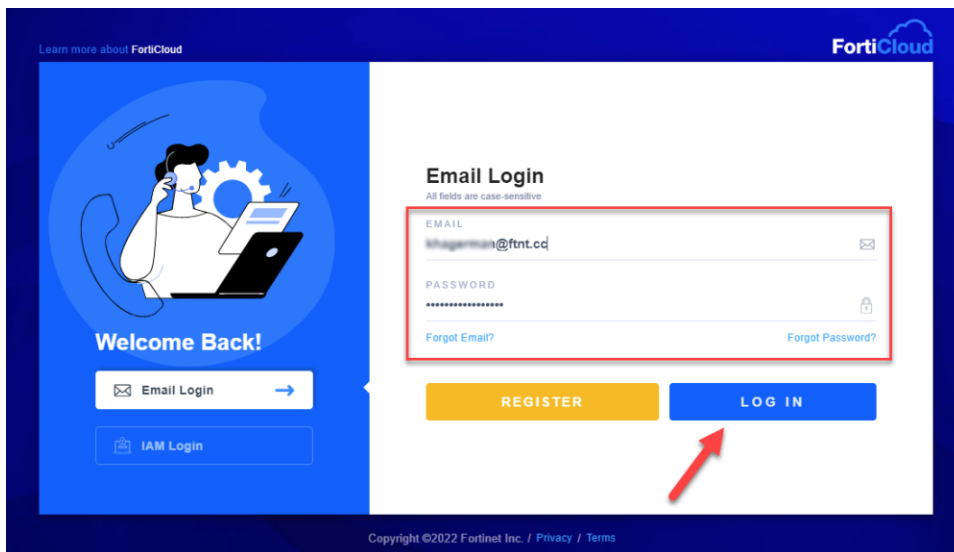 Learn more about FortiCloud
FortiCloud
Email Login
All fields are case-sensitive
EMAIL
@ftnt.cc
PASSWORD
•••••••••••••••••
Forgot Email? Forgot Password?
Welcome Back!
Email Login
IAM Login
REGISTER LOG IN
Copyright ©2022 Fortinet Inc. / Privacy / Terms